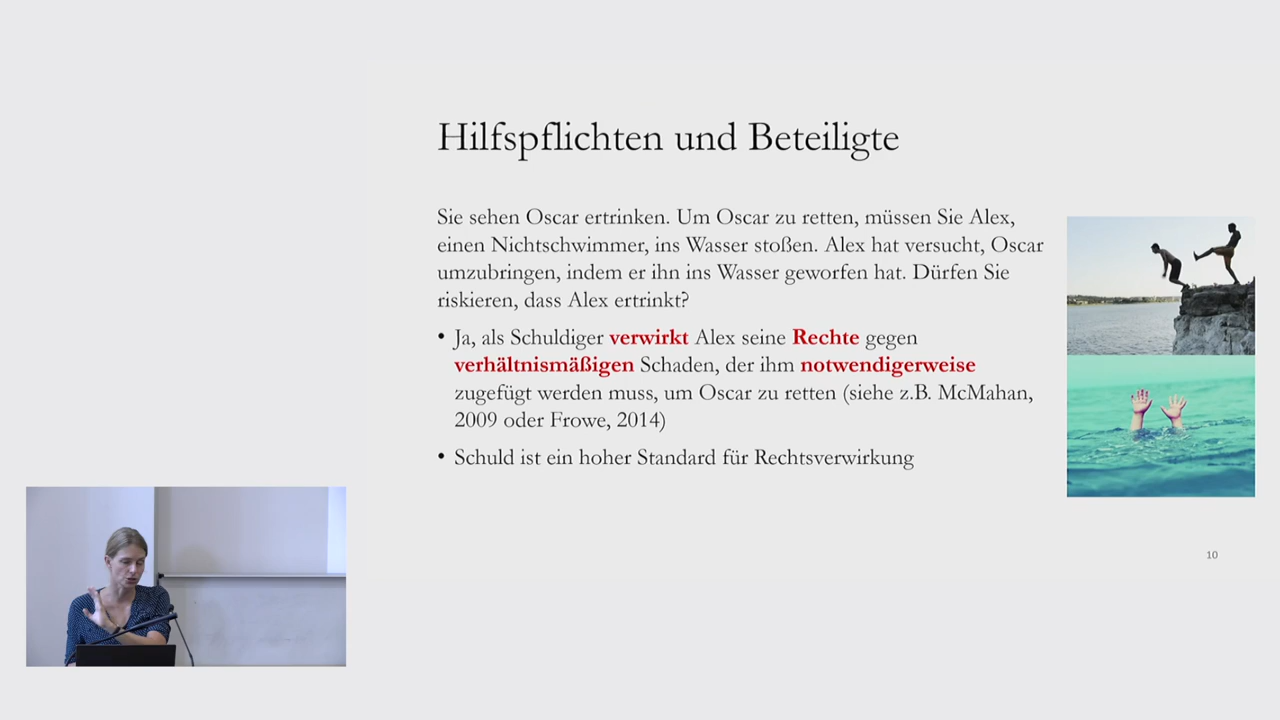 Hilfspflichten und Beteiligte
Sie sehen Oscar ertrinken. Um Oscar zu retten, müssen Sie Alex,
einen Nichtschwimmer, ins Wasser stoßen. Alex hat versucht, Oscar
umzubringen, indem er ihn ins Wasser geworfen hat. Dürfen Sie
riskieren, dass Alex ertrinkt?
• Ja, als Schuldiger verwirkt Alex seine Rechte gegen
verhältnismäßigen Schaden, der ihm notwendigerweise
zugefügt werden muss, um Oscar zu retten (siehe z.B. McMahan,
2009 oder Frowe, 2014)
• Schuld ist ein hoher Standard für Rechtsverwirkung
10